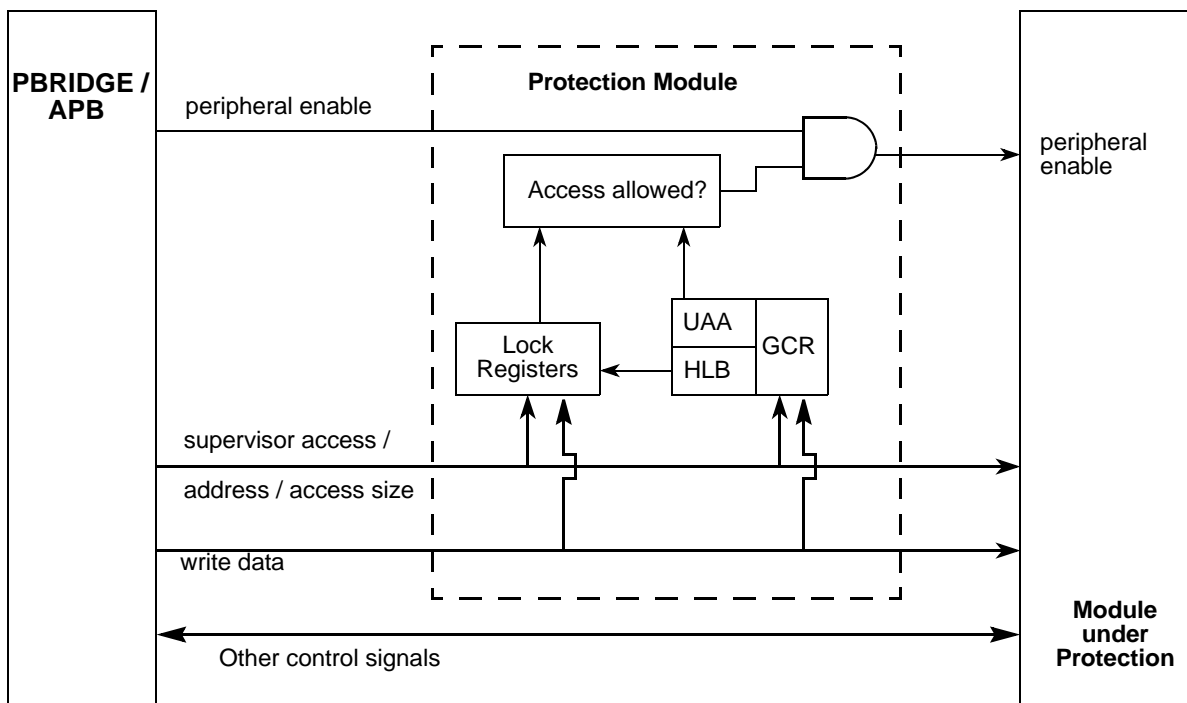 PBRIDGE /
APB
peripheral enable
Protection Module
peripheral
enable
Access allowed?
UAA
HLB
GCR
Lock
Registers
supervisor access /
address / access size
write data
Other control signals
Module
under
Protection